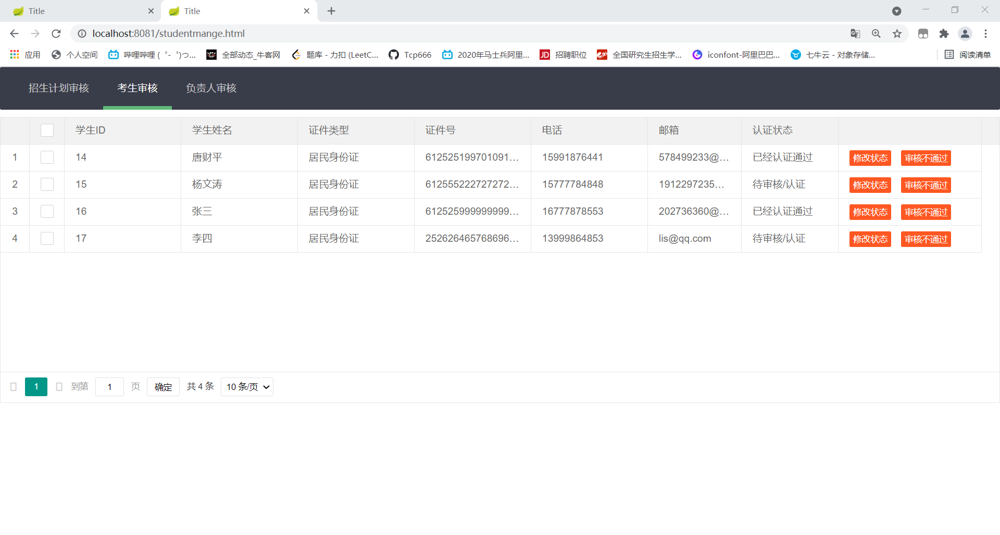 Title
Title
localhost:8081/studentmange.html
应用 个人空间 哔哩哔哩 (゜-゜)つ... 全部动态_牛客网 题库 - 力扣 (LeetC... Tcp666 2020年马士兵阿里... 招聘职位 全国研究生招生学... iconfont-阿里巴巴... 七牛云 - 对象存储... 阅读清单
招生计划审核 考生审核 负责人审核
学生ID 学生姓名 证件类型 证件号 电话 邮箱 认证状态
1 14 唐财平 居民身份证 612525199701091... 15991876441 578499233@... 已经认证通过 修改状态 审核不通过
2 15 杨文涛 居民身份证 612555222727272... 15777784848 1912297235... 待审核/认证 修改状态 审核不通过
3 16 张三 居民身份证 612525999999999... 16777878553 202736360@... 已经认证通过 修改状态 审核不通过
4 17 李四 居民身份证 252626465768696... 13999864853 lis@qq.com 待审核/认证 修改状态 审核不通过
1 到第 1 页 确定 共 4 条 10 条/页